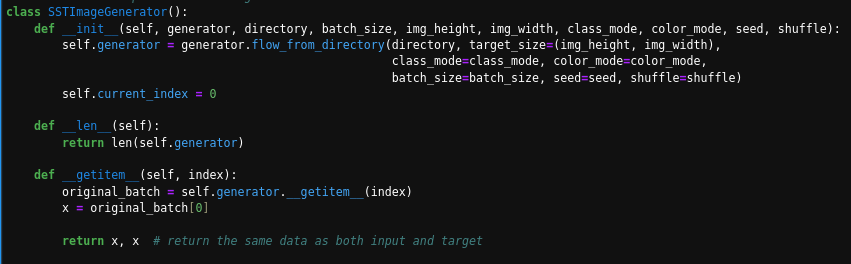 class SSTImageGenerator():
    def __init__(self, generator, directory, batch_size, img_height, img_width, class_mode, color_mode, seed, shuffle):
        self.generator = generator.flow_from_directory(directory, target_size=(img_height, img_width),
                                                       class_mode=class_mode, color_mode=color_mode,
                                                       batch_size=batch_size, seed=seed, shuffle=shuffle)
        self.current_index = 0

    def __len__(self):
        return len(self.generator)

    def __getitem__(self, index):
        original_batch = self.generator.__getitem__(index)
        x = original_batch[0]

        return x, x  # return the same data as both input and target